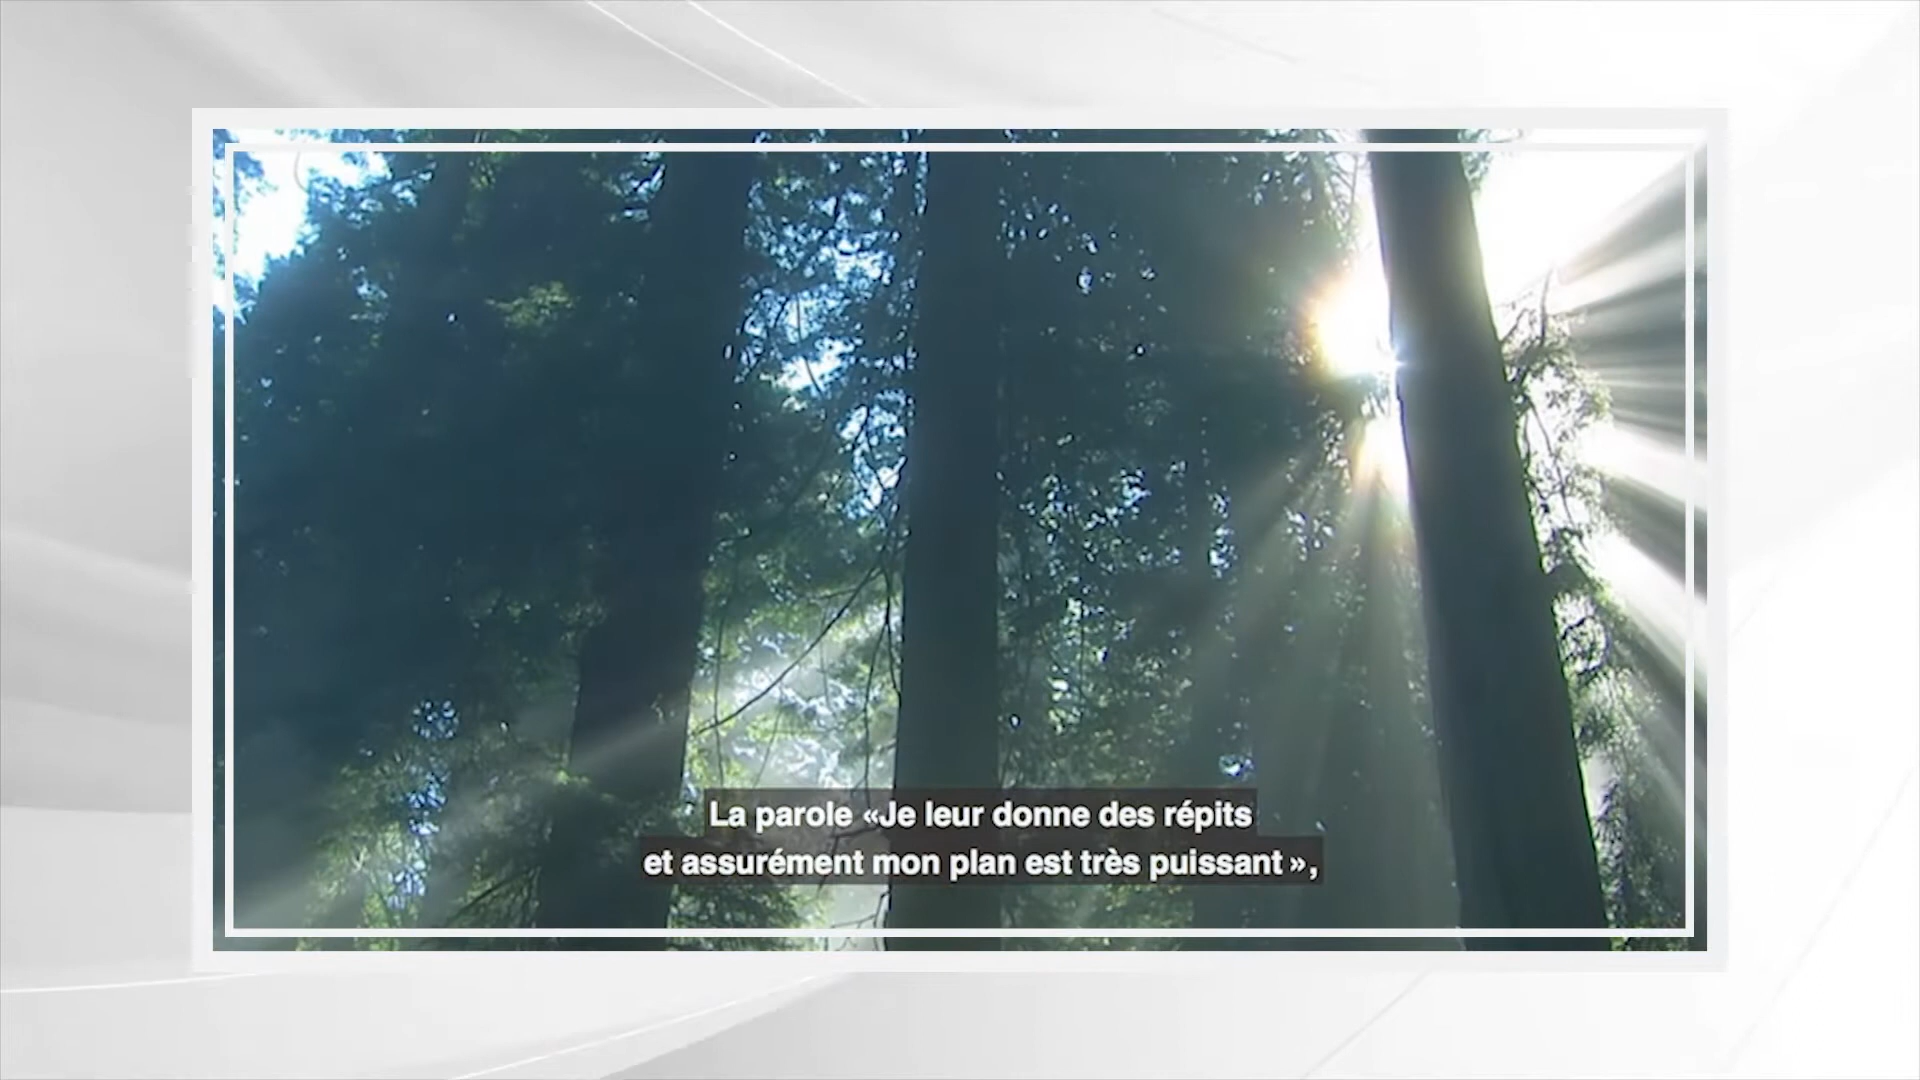 La parole «Je leur donne des répits
et assurément mon plan est très puissant »,